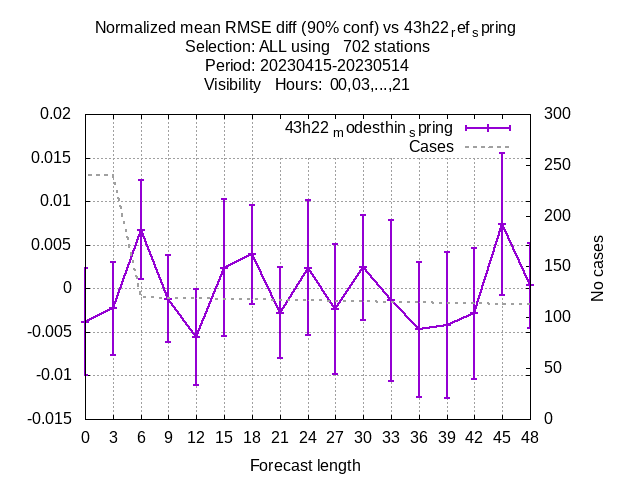 Normalized mean RMSE diff (90% conf) vs 43h22refspring
Selection: ALL using   702 stations
Period: 20230415-20230514
Visibility   Hours:  00,03,...,21
43h22modesthinspring
Cases
0.02
0.015
0.01
0.005
0
-0.005
-0.01
-0.015
300
250
200
150
100
50
0
No cases
0 3 6 9 12 15 18 21 24 27 30 33 36 39 42 45 48
Forecast length